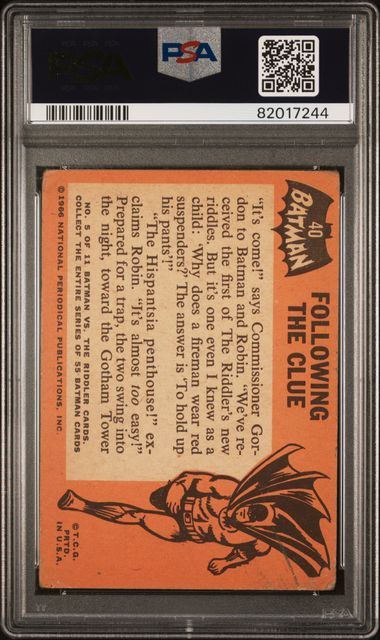 PSA
PSA
82017244
40
BATMAN
FOLLOWING
THE CLUE
"It's come!" says Commissioner Gor-
don to Batman and Robin. "We've re-
ceived the first of The Riddler's new
riddles. But it's one even I knew as a
child: 'Why does a fireman wear red
suspenders?' The answer is 'To hold up
his pants!'"
"The Hispantsia penthouse!" ex-
claims Robin. "It's almost too easy!"
Prepared for a trap, the two swing into
the night, toward the Gotham Tower
NO. 5 OF 11 BATMAN VS. THE RIDDLER CARDS.
COLLECT THE ENTIRE SERIES OF 55 BATMAN CARDS
© 1966 NATIONAL PERIODICAL PUBLICATIONS, INC.
© T.C.G.
PRTD.
IN U.S.A.